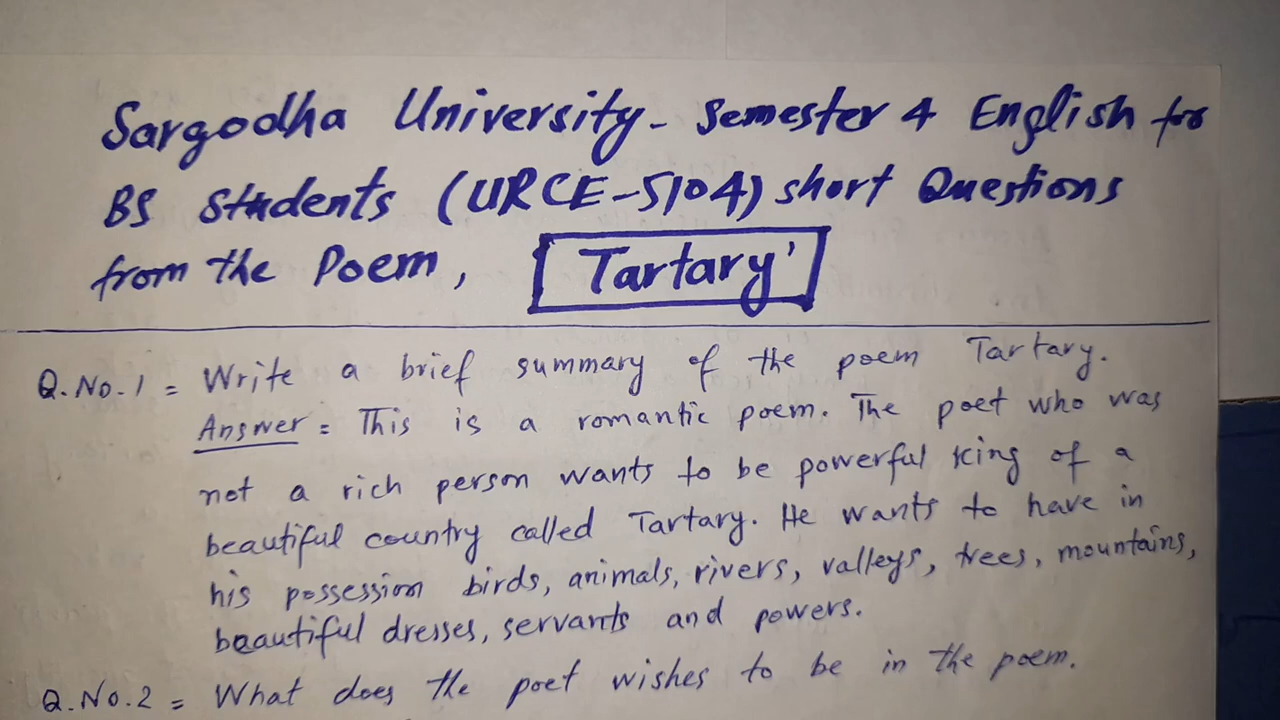 Sargodha University- Semester 4 English for
BS Students (URCE-5104) short Questions
from the Poem, [Tartary']
Q.No.1 = Write a brief summary of the poem Tartary.
Answer = This is a romantic poem. The poet who was
not a rich person wants to be powerful king of a
beautiful country called Tartary. He wants to have in
his possession birds, animals, rivers, valleys, trees, mountains,
beautiful dresses, servants and powers.
Q.No.2 = What does the poet wishes to be in the poem.